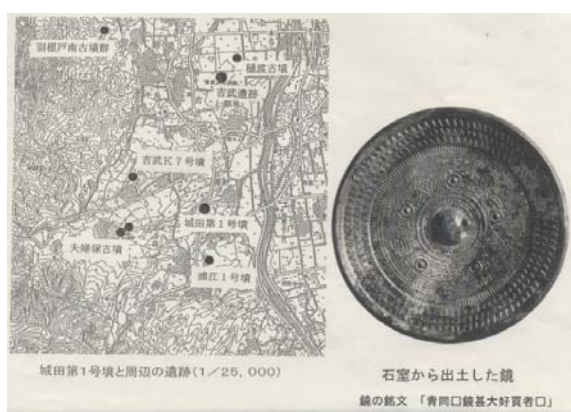 羽根戸南古墳群
樋渡古墳
吉武遺跡
吉武K7号墳
城田第1号墳
夫婦塚古墳
浦江1号墳
城田第1号墳と周辺の遺跡(1/25,000)
石室から出土した鏡
鏡の銘文 「青同□鏡甚大好買者□」